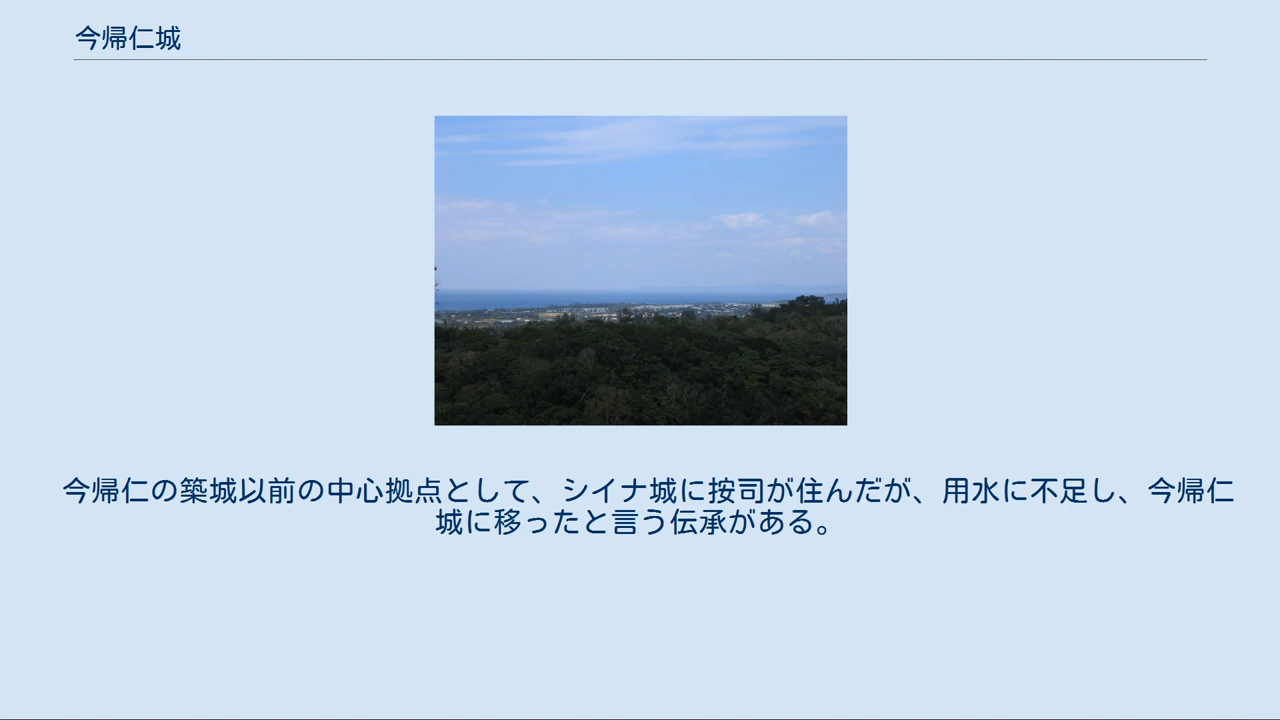 今帰仁城
今帰仁の築城以前の中心拠点として、シイナ城に按司が住んだが、用水に不足し、今帰仁
城に移ったと言う伝承がある。